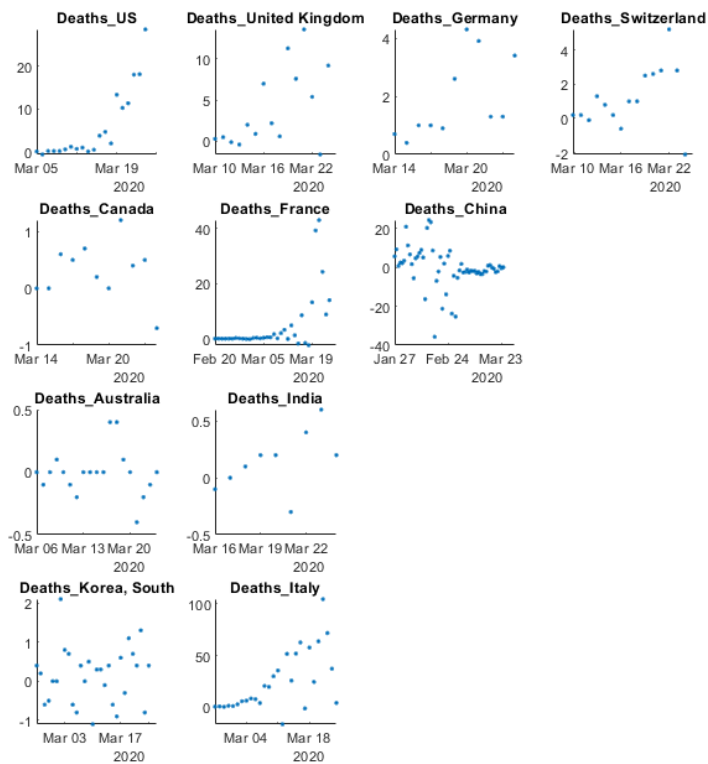 Deaths_US
20
10
0
Mar 05 Mar 19
2020
Deaths_United Kingdom
10
5
0
Mar 10 Mar 16 Mar 22
2020
Deaths_Germany
4
2
0
Mar 14 Mar 20
2020
Deaths_Switzerland
4
2
0
-2
Mar 10 Mar 16 Mar 22
2020
Deaths_Canada
1
0
-1
Mar 14 Mar 20
2020
Deaths_France
40
20
0
Feb 20 Mar 05 Mar 19
2020
Deaths_China
20
0
-20
-40
Jan 27 Feb 24 Mar 23
2020
Deaths_Australia
0.5
0
-0.5
Mar 06 Mar 13 Mar 20
2020
Deaths_India
0.5
0
-0.5
Mar 16 Mar 19 Mar 22
2020
Deaths_Korea, South
2
1
0
-1
Mar 03 Mar 17
2020
Deaths_Italy
100
50
0
Mar 04 Mar 18
2020